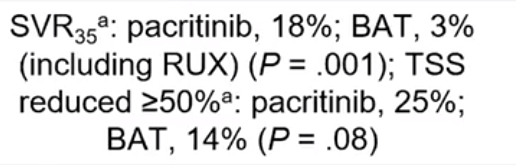 SVR35ª: pacritinib, 18%; BAT, 3%
(including RUX) (P = .001); TSS
reduced ≥50%ª: pacritinib, 25%;
BAT, 14% (P = .08)